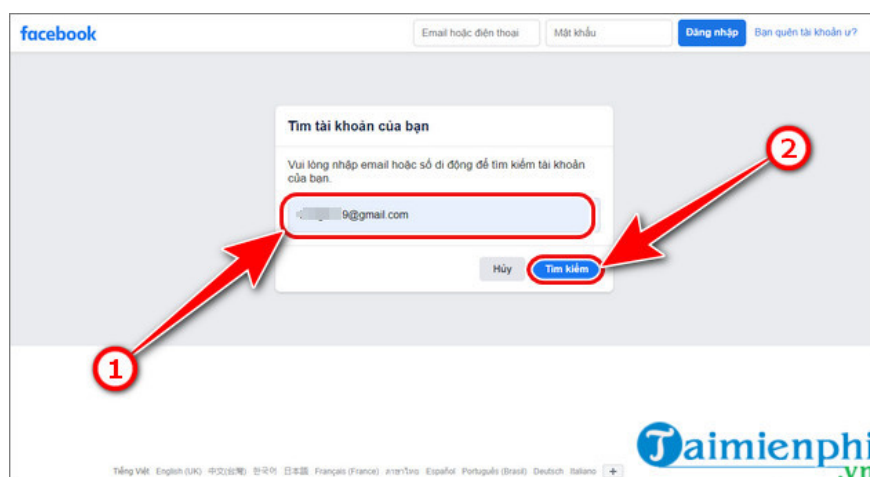 facebook
Email hoặc điện thoại
Mật khẩu
Đăng nhập
Bạn quên tài khoản ư?
Tìm tài khoản của bạn
Vui lòng nhập email hoặc số di động để tìm kiếm tài khoản
của bạn.
9@gmail.com
Hủy
Tìm kiếm
1
2
Taimienphi
.vn
Tiếng Việt English (UK) 中文(台灣) 한국어 日本語 Français (France) ภาษาไทย Español Português (Brasil) Deutsch Italiano +